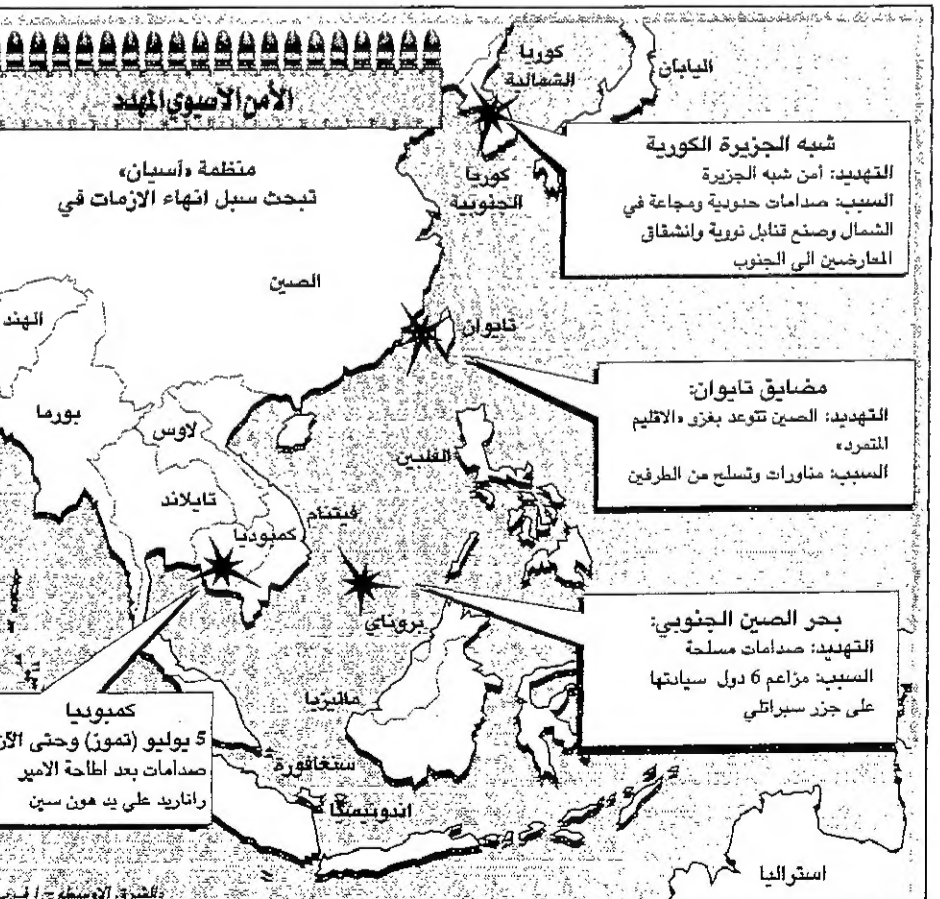 الأمن الآسيوي المهدد
منظمة «أسيان»
تبحث سبل انهاء الازمات في
كوريا
الشمالية
اليابان
كوريا
الجنوبية
شبه الجزيرة الكورية
التهديد: أمن شبه الجزيرة
السبب: صدامات حدودية ومجاعة في
الشمال وصنع قنابل نووية وانشقاق
المعارضين الى الجنوب
الصين
الهند
تايوان
مضايق تايوان:
التهديد: الصين تتوعد بغزو «الاقليم
المتمرد»
السبب: مناورات وتسلح من الطرفين
بورما
لاوس
الفلبين
تايلاند
فيتنام
كمبوديا
بروناي
بحر الصين الجنوبي:
التهديد: صدامات مسلحة
السبب: مزاعم 6 دول سيادتها
على جزر سبراتلي
ماليزيا
كمبوديا
5 يوليو (تموز) وحتى الآن
صدامات بعد اطاحة الامير
راناريد على يد هون سين
سنغافورة
اندونيسيا
استراليا
«الشرق الاوسط» -